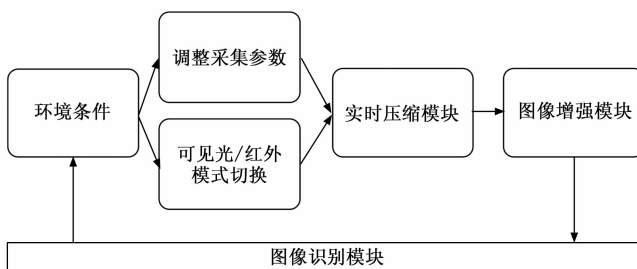 调整采集参数
环境条件
可见光/红外
模式切换
实时压缩模块
图像增强模块
图像识别模块